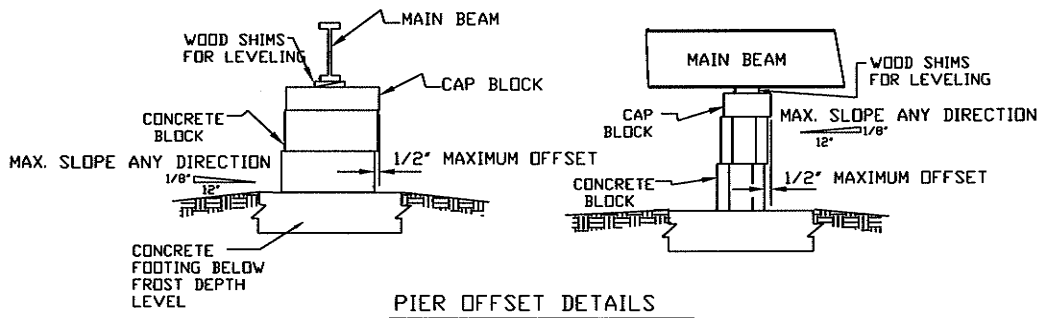 MAIN BEAM
WOOD SHIMS
FOR LEVELING
CAP BLOCK
CONCRETE
BLOCK
MAX. SLOPE ANY DIRECTION
1/8"
12"
1/2" MAXIMUM OFFSET
CONCRETE
FOOTING BELOW
FROST DEPTH
LEVEL
MAIN BEAM
WOOD SHIMS
FOR LEVELING
CAP
BLOCK
MAX. SLOPE ANY DIRECTION
1/8"
12"
1/2" MAXIMUM OFFSET
CONCRETE
BLOCK
PIER OFFSET DETAILS